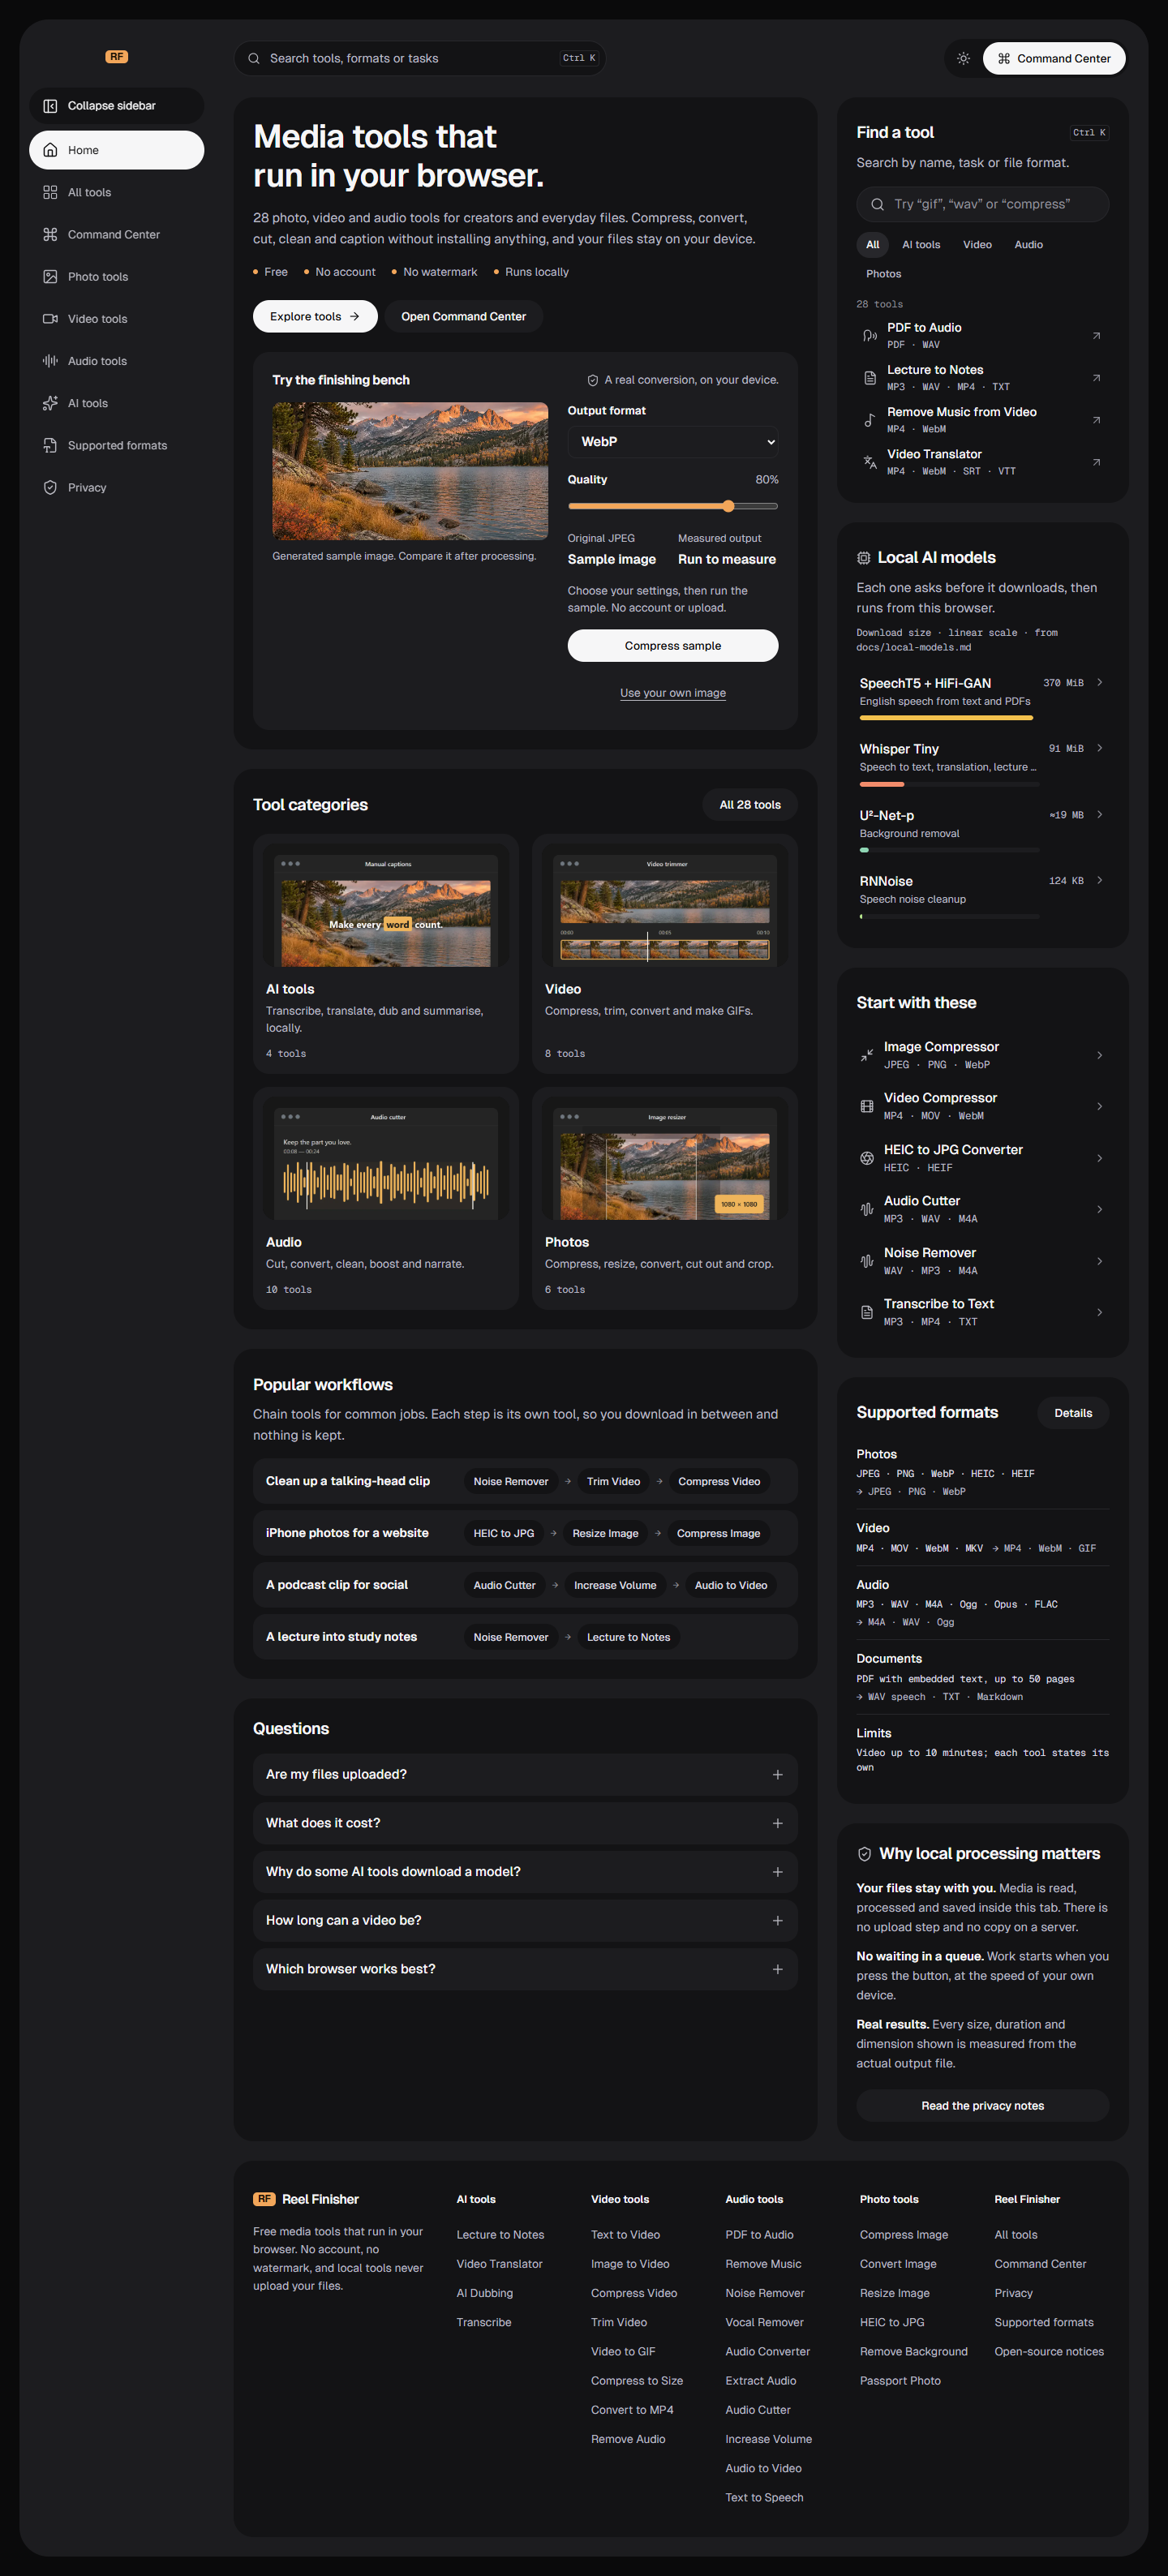 RF
Search tools, formats or tasks
Ctrl K
Command Center
Collapse sidebar
Home
All tools
Command Center
Photo tools
Video tools
Audio tools
AI tools
Supported formats
Privacy
Media tools that
run in your browser.
28 photo, video and audio tools for creators and everyday files. Compress, convert,
cut, clean and caption without installing anything, and your files stay on your device.
Free
No account
No watermark
Runs locally
Explore tools
Open Command Center
Try the finishing bench
A real conversion, on your device.
Generated sample image. Compare it after processing.
Output format
WebP
Quality
80%
Original JPEG
Measured output
Sample image
Run to measure
Choose your settings, then run the
sample. No account or upload.
Compress sample
Use your own image
Tool categories
All 28 tools
Manual captions
Make every word count.
AI tools
Transcribe, translate, dub and summarise,
locally.
4 tools
Video trimmer
00:00
00:05
00:10
Video
Compress, trim, convert and make GIFs.
8 tools
Audio cutter
Keep the part you love.
00:08 — 00:24
Audio
Cut, convert, clean, boost and narrate.
10 tools
Image resizer
1080 × 1080
Photos
Compress, resize, convert, cut out and crop.
6 tools
Popular workflows
Chain tools for common jobs. Each step is its own tool, so you download in between and
nothing is kept.
Clean up a talking-head clip
Noise Remover → Trim Video → Compress Video
iPhone photos for a website
HEIC to JPG → Resize Image → Compress Image
A podcast clip for social
Audio Cutter → Increase Volume → Audio to Video
A lecture into study notes
Noise Remover → Lecture to Notes
Questions
Are my files uploaded?
What does it cost?
Why do some AI tools download a model?
How long can a video be?
Which browser works best?
Find a tool
Ctrl K
Search by name, task or file format.
Try “gif”, “wav” or “compress”
All
AI tools
Video
Audio
Photos
28 tools
PDF to Audio
PDF · WAV
Lecture to Notes
MP3 · WAV · MP4 · TXT
Remove Music from Video
MP4 · WebM
Video Translator
MP4 · WebM · SRT · VTT
Local AI models
Each one asks before it downloads, then
runs from this browser.
Download size · linear scale · from
docs/local-models.md
SpeechT5 + HiFi-GAN
370 MiB
English speech from text and PDFs
Whisper Tiny
91 MiB
Speech to text, translation, lecture …
U²-Net-p
≈19 MB
Background removal
RNNoise
124 KB
Speech noise cleanup
Start with these
Image Compressor
JPEG · PNG · WebP
Video Compressor
MP4 · MOV · WebM
HEIC to JPG Converter
HEIC · HEIF
Audio Cutter
MP3 · WAV · M4A
Noise Remover
WAV · MP3 · M4A
Transcribe to Text
MP3 · MP4 · TXT
Supported formats
Details
Photos
JPEG · PNG · WebP · HEIC · HEIF
→ JPEG · PNG · WebP
Video
MP4 · MOV · WebM · MKV → MP4 · WebM · GIF
Audio
MP3 · WAV · M4A · Ogg · Opus · FLAC
→ M4A · WAV · Ogg
Documents
PDF with embedded text, up to 50 pages
→ WAV speech · TXT · Markdown
Limits
Video up to 10 minutes; each tool states its
own
Why local processing matters
Your files stay with you. Media is read,
processed and saved inside this tab. There is
no upload step and no copy on a server.
No waiting in a queue. Work starts when you
press the button, at the speed of your own
device.
Real results. Every size, duration and
dimension shown is measured from the
actual output file.
Read the privacy notes
RF Reel Finisher
Free media tools that run in your
browser. No account, no
watermark, and local tools never
upload your files.
AI tools
Lecture to Notes
Video Translator
AI Dubbing
Transcribe
Video tools
Text to Video
Image to Video
Compress Video
Trim Video
Video to GIF
Compress to Size
Convert to MP4
Remove Audio
Audio tools
PDF to Audio
Remove Music
Noise Remover
Vocal Remover
Audio Converter
Extract Audio
Audio Cutter
Increase Volume
Audio to Video
Text to Speech
Photo tools
Compress Image
Convert Image
Resize Image
HEIC to JPG
Remove Background
Passport Photo
Reel Finisher
All tools
Command Center
Privacy
Supported formats
Open-source notices